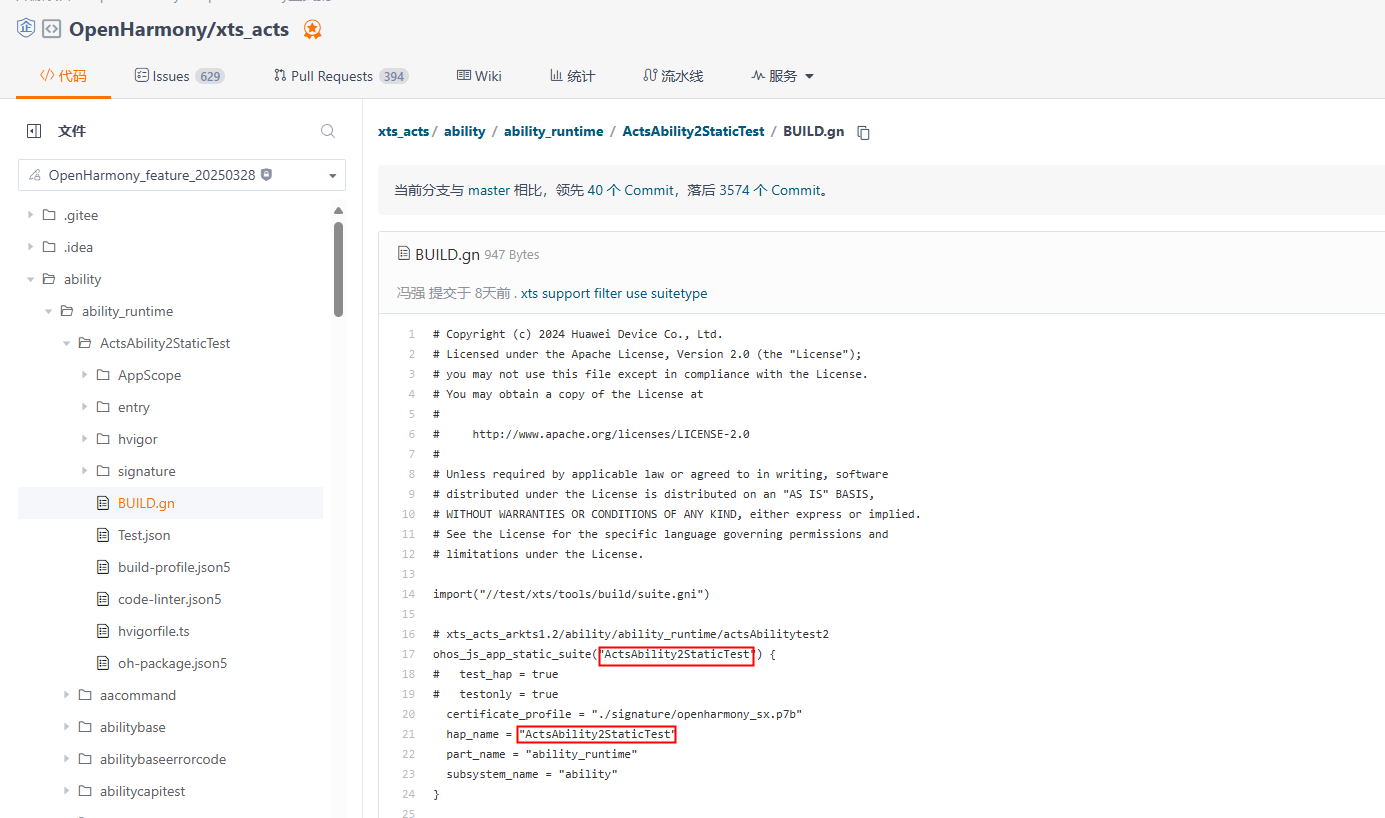 OpenHarmony/xts_acts
代码
Issues 629
Pull Requests 394
Wiki
统计
流水线
服务
文件
OpenHarmony_feature_20250328
.gitee
.idea
ability
ability_runtime
ActsAbility2StaticTest
AppScope
entry
hvigor
signature
BUILD.gn
Test.json
build-profile.json5
code-linter.json5
hvigorfile.ts
oh-package.json5
aacommand
abilitybase
abilitybaseerrorcode
abilitycapitest
xts_acts / ability / ability_runtime / ActsAbility2StaticTest / BUILD.gn
当前分支与 master 相比，领先 40 个 Commit，落后 3574 个 Commit。
BUILD.gn 947 Bytes
冯强 提交于 8天前 . xts support filter use suitetype
1 # Copyright (c) 2024 Huawei Device Co., Ltd.
2 # Licensed under the Apache License, Version 2.0 (the "License");
3 # you may not use this file except in compliance with the License.
4 # You may obtain a copy of the License at
5 #
6 #     http://www.apache.org/licenses/LICENSE-2.0
7 #
8 # Unless required by applicable law or agreed to in writing, software
9 # distributed under the License is distributed on an "AS IS" BASIS,
10 # WITHOUT WARRANTIES OR CONDITIONS OF ANY KIND, either express or implied.
11 # See the License for the specific language governing permissions and
12 # limitations under the License.
13
14 import("//test/xts/tools/build/suite.gni")
15
16 # xts_acts_arkts1.2/ability/ability_runtime/actsAbilitytest2
17 ohos_js_app_static_suite("ActsAbility2StaticTest") {
18 #   test_hap = true
19 #   testonly = true
20   certificate_profile = "./signature/openharmony_sx.p7b"
21   hap_name = "ActsAbility2StaticTest"
22   part_name = "ability_runtime"
23   subsystem_name = "ability"
24 }
25